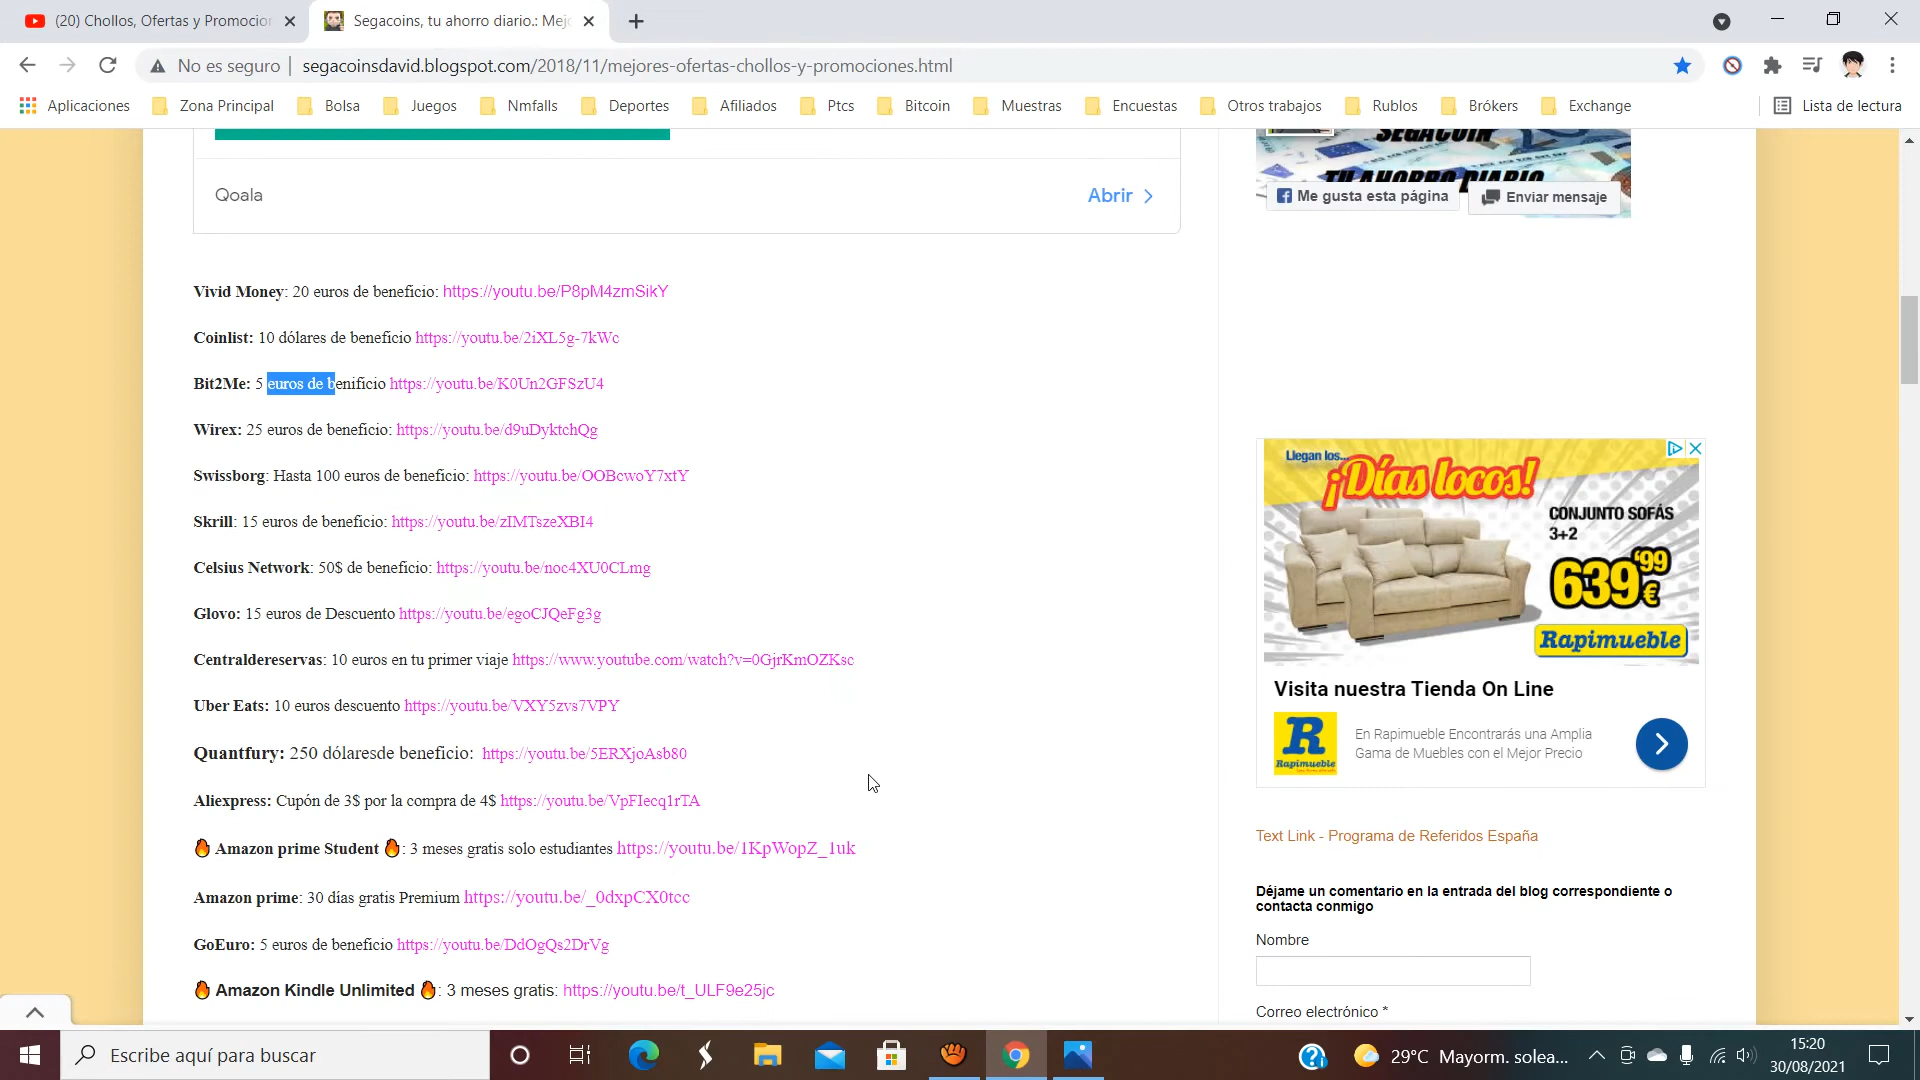 (20) Chollos, Ofertas y Promocion
Segacoins, tu ahorro diario.: Mejo
No es seguro
segacoinsdavid.blogspot.com/2018/11/mejores-ofertas-chollos-y-promociones.html
Aplicaciones
Zona Principal
Bolsa
Juegos
Nmfalls
Deportes
Afiliados
Ptcs
Bitcoin
Muestras
Encuestas
Otros trabajos
Rublos
Brókers
Exchange
Lista de lectura
Qoala
Abrir
Vivid Money: 20 euros de beneficio: https://youtu.be/P8pM4zmSikY
Coinlist: 10 dólares de beneficio https://youtu.be/2iXL5g-7kWc
Bit2Me: 5 euros de benificio https://youtu.be/K0Un2GFSzU4
Wirex: 25 euros de beneficio: https://youtu.be/d9uDyktchQg
Swissborg: Hasta 100 euros de beneficio: https://youtu.be/OOBcwoY7xtY
Skrill: 15 euros de beneficio: https://youtu.be/zIMTszeXBI4
Celsius Network: 50$ de beneficio: https://youtu.be/noc4XU0CLmg
Glovo: 15 euros de Descuento https://youtu.be/egoCJQeFg3g
Centraldereservas: 10 euros en tu primer viaje https://www.youtube.com/watch?v=0GjrKmOZKsc
Uber Eats: 10 euros descuento https://youtu.be/VXY5zvs7VPY
Quantfury: 250 dólaresde beneficio: https://youtu.be/5ERXjoAsb80
Aliexpress: Cupón de 3$ por la compra de 4$ https://youtu.be/VpFIecq1rTA
🔥 Amazon prime Student 🔥: 3 meses gratis solo estudiantes https://youtu.be/1KpWopZ_1uk
Amazon prime: 30 días gratis Premium https://youtu.be/_0dxpCX0tcc
GoEuro: 5 euros de beneficio https://youtu.be/DdOgQs2DrVg
🔥 Amazon Kindle Unlimited 🔥: 3 meses gratis: https://youtu.be/t_ULF9e25jc
SEGACOIN
TU AHORRO DIARIO
Me gusta esta página
Enviar mensaje
Llegan los...
¡Días locos!
CONJUNTO SOFÁS
3+2
639'99€
Rapimueble
Visita nuestra Tienda On Line
R
Rapimueble
En Rapimueble Encontrarás una Amplia
Gama de Muebles con el Mejor Precio
Text Link - Programa de Referidos España
Déjame un comentario en la entrada del blog correspondiente o
contacta conmigo
Nombre
Correo electrónico *
Escribe aquí para buscar
29°C Mayorm. solea...
15:20
30/08/2021